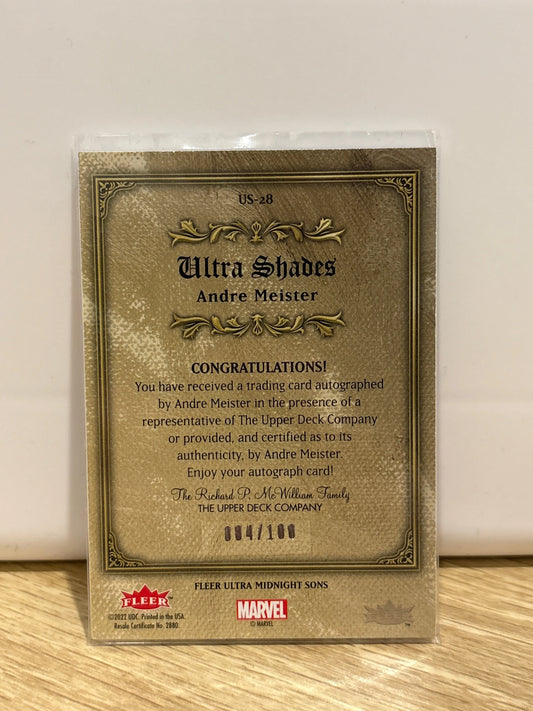 US-28
Ultra Shades
Andre Meister
CONGRATULATIONS!
You have received a trading card autographed
by Andre Meister in the presence of a
representative of The Upper Deck Company
or provided, and certified as to its
authenticity, by Andre Meister.
Enjoy your autograph card!
The Richard P. McWilliam Family
THE UPPER DECK COMPANY
004/100
FLEER ULTRA MIDNIGHT SONS
FLEER™
©2022 UDC. Printed in the USA.
Resale Certificate No. 2880.
MARVEL
© MARVEL